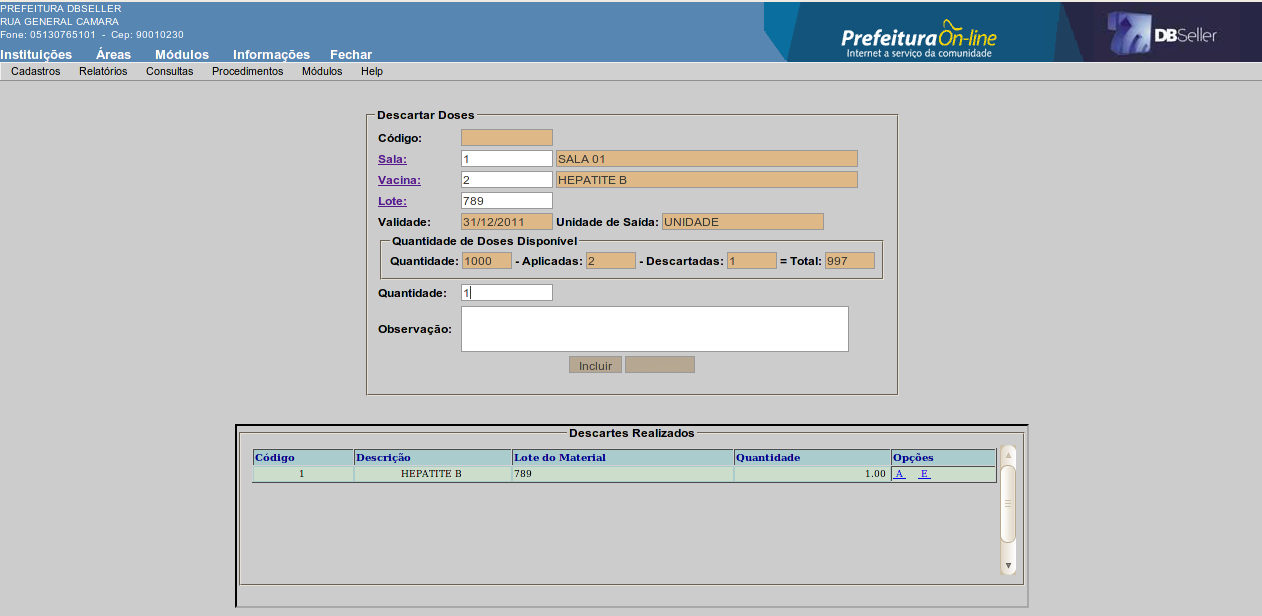 PREFEITURA DBSELLER
RUA GENERAL CAMARA
Fone: 05130765101 - Cep: 90010230
PrefeituraOn-line
Internet a serviço da comunidade
DBSeller
Instituições Áreas Módulos Informações Fechar
Cadastros Relatórios Consultas Procedimentos Módulos Help
Descartar Doses
Código:
Sala: 1 SALA 01
Vacina: 2 HEPATITE B
Lote: 789
Validade: 31/12/2011 Unidade de Saída: UNIDADE
Quantidade de Doses Disponível
Quantidade: 1000 - Aplicadas: 2 - Descartadas: 1 = Total: 997
Quantidade: 1
Observação:
Incluir
Descartes Realizados
Código Descrição Lote do Material Quantidade Opções
1 HEPATITE B 789 1.00 A E